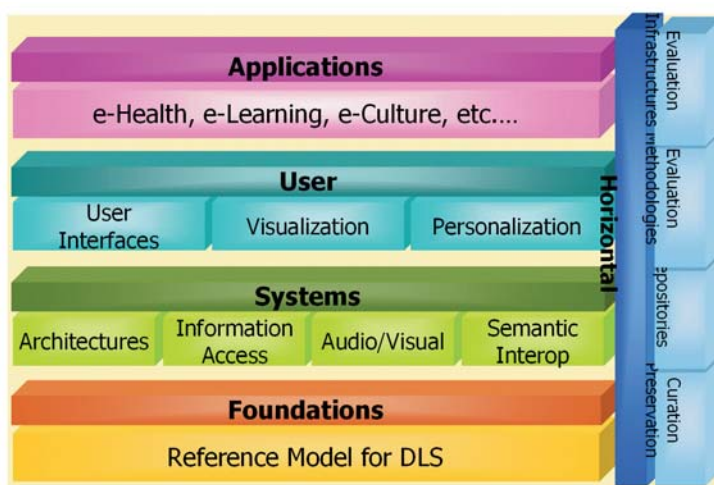 Applications
e-Health, e-Learning, e-Culture, etc....
User
User
Interfaces
Visualization
Personalization
Systems
Architectures
Information
Access
Audio/Visual
Semantic
Interop
Foundations
Reference Model for DLS
Horizontal
Evaluation
Infrastructures
Evaluation
Methodologies
epositories
Curation
Preservation